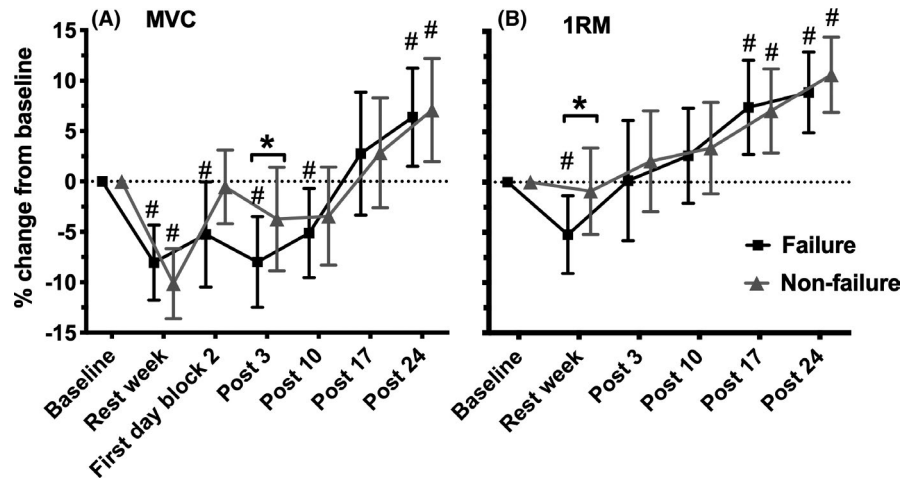 (A) MVC
(B) 1RM
% change from baseline
15
10
5
0
-5
-10
-15
# # # # # # # #
*
# # # # #
*
Failure
Non-failure
Baseline
Rest week
First day block 2
Post 3
Post 10
Post 17
Post 24
Baseline
Rest week
Post 3
Post 10
Post 17
Post 24